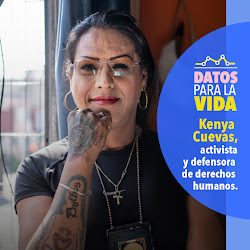 DATOS
PARA LA
VIDA
Kenya
Cuevas,
activista
y defensora
de derechos
humanos.